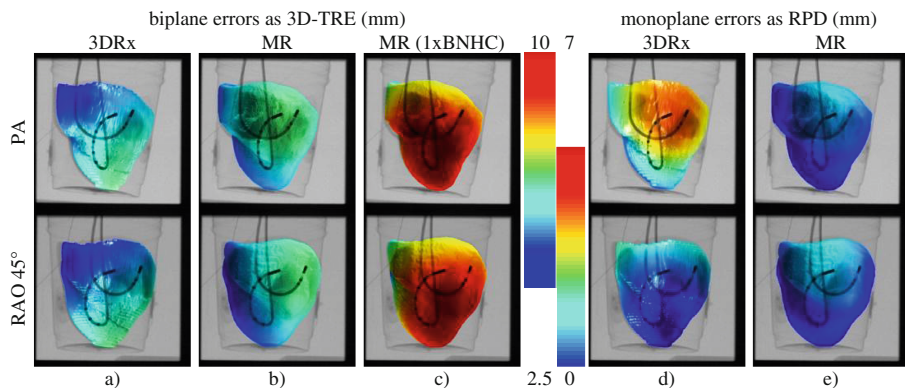 biplane errors as 3D-TRE (mm)
monoplane errors as RPD (mm)
3DRx
MR
MR (1xBNHC)
10
7
3DRx
MR
PA
RAO 45°
2.5
0
a)
b)
c)
d)
e)